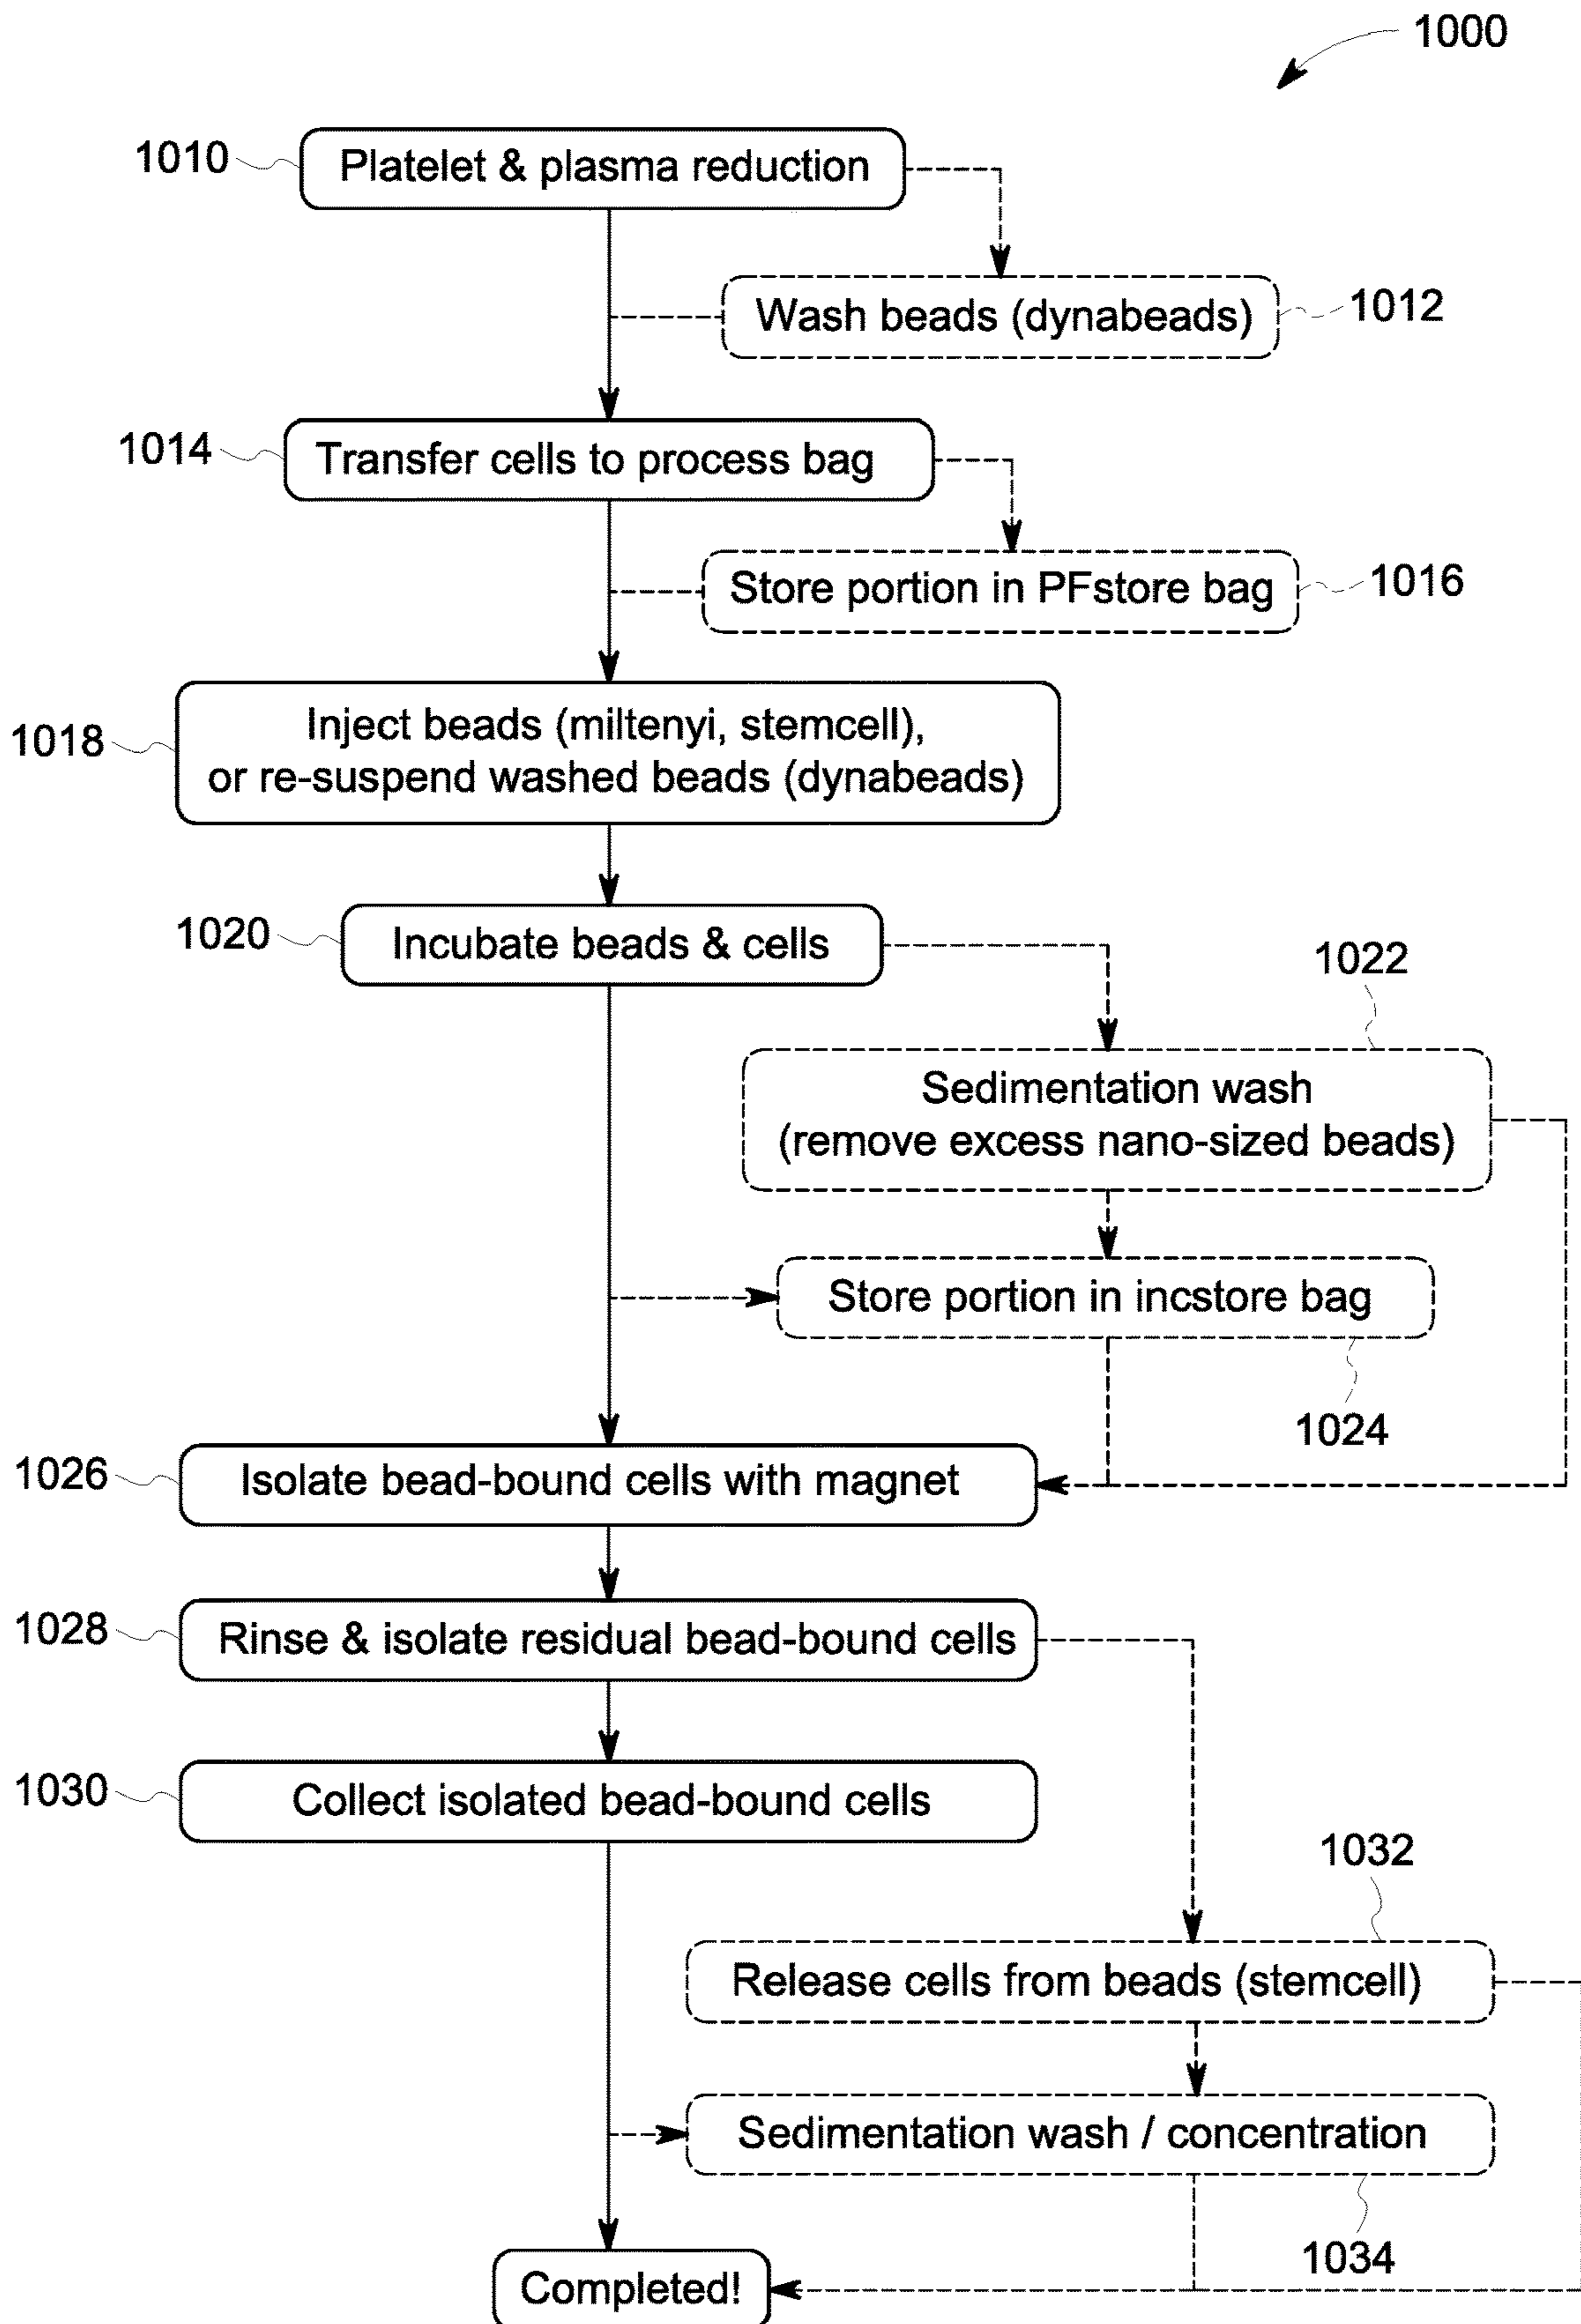 1000
1010
Platelet & plasma reduction
Wash beads (dynabeads)
1012
1014
Transfer cells to process bag
Store portion in PFstore bag
1016
1018
Inject beads (miltenyi, stemcell),
or re-suspend washed beads (dynabeads)
1020
Incubate beads & cells
1022
Sedimentation wash
(remove excess nano-sized beads)
Store portion in incstore bag
1024
1026
Isolate bead-bound cells with magnet
1028
Rinse & isolate residual bead-bound cells
1030
Collect isolated bead-bound cells
1032
Release cells from beads (stemcell)
Sedimentation wash / concentration
1034
Completed!